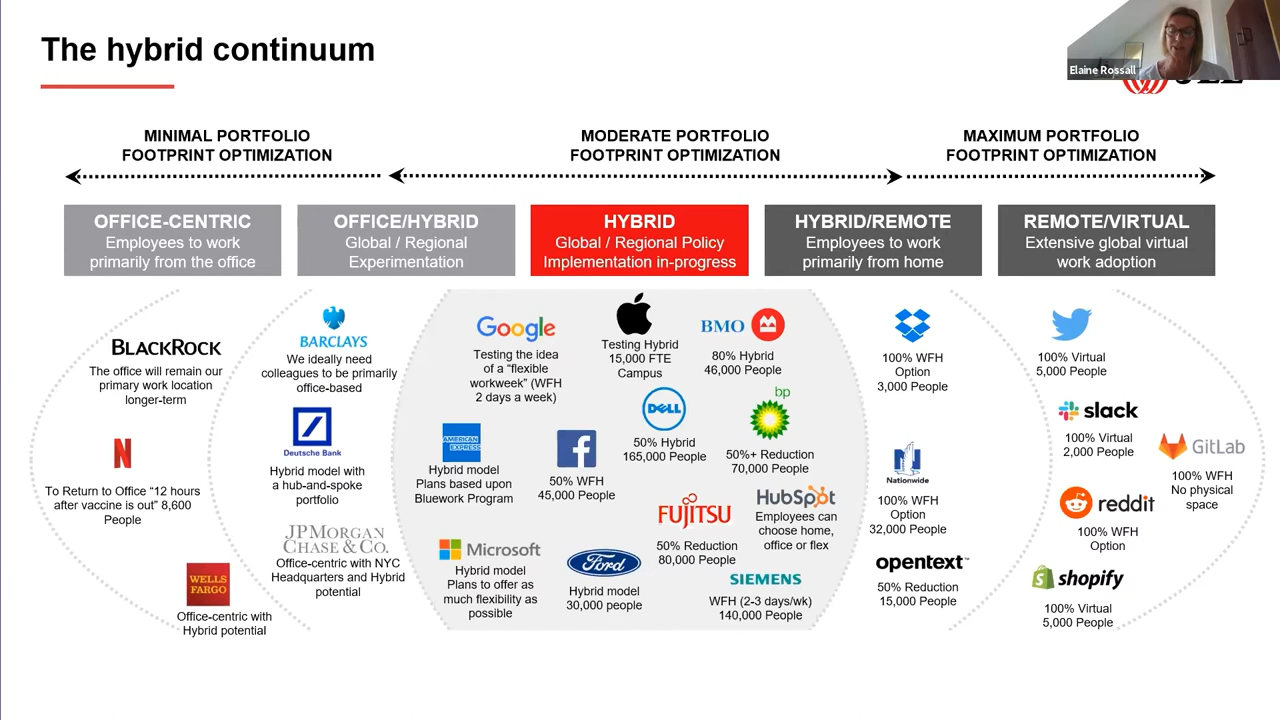 The hybrid continuum
Elaine Rossall
MINIMAL PORTFOLIO
FOOTPRINT OPTIMIZATION
MODERATE PORTFOLIO
FOOTPRINT OPTIMIZATION
MAXIMUM PORTFOLIO
FOOTPRINT OPTIMIZATION
OFFICE-CENTRIC
Employees to work
primarily from the office
OFFICE/HYBRID
Global / Regional
Experimentation
HYBRID
Global / Regional Policy
Implementation in-progress
HYBRID/REMOTE
Employees to work
primarily from home
REMOTE/VIRTUAL
Extensive global virtual
work adoption
BLACKROCK
The office will remain our
primary work location
longer-term
N
To Return to Office “12 hours
after vaccine is out” 8,600
People
WELLS
FARGO
Office-centric with
Hybrid potential
BARCLAYS
We ideally need
colleagues to be primarily
office-based
Deutsche Bank
Hybrid model with
a hub-and-spoke
portfolio
JPMORGAN
CHASE & CO.
Office-centric with NYC
Headquarters and Hybrid
potential
Google
Testing the idea
of a “flexible
workweek” (WFH
2 days a week)
Testing Hybrid
15,000 FTE
Campus
BMO
80% Hybrid
46,000 People
DELL
50% Hybrid
165,000 People
bp
50%+ Reduction
70,000 People
AMERICAN
EXPRESS
Hybrid model
Plans based upon
Bluework Program
f
50% WFH
45,000 People
FUJITSU
50% Reduction
80,000 People
HubSpot
Employees can
choose home,
office or flex
Microsoft
Hybrid model
Plans to offer as
much flexibility as
possible
Ford
Hybrid model
30,000 people
SIEMENS
WFH (2-3 days/wk)
140,000 People
100% WFH
Option
3,000 People
Nationwide
100% WFH
Option
32,000 People
opentext™
50% Reduction
15,000 People
100% Virtual
5,000 People
slack
100% Virtual
2,000 People
GitLab
100% WFH
No physical
space
reddit
100% WFH
Option
shopify
100% Virtual
5,000 People